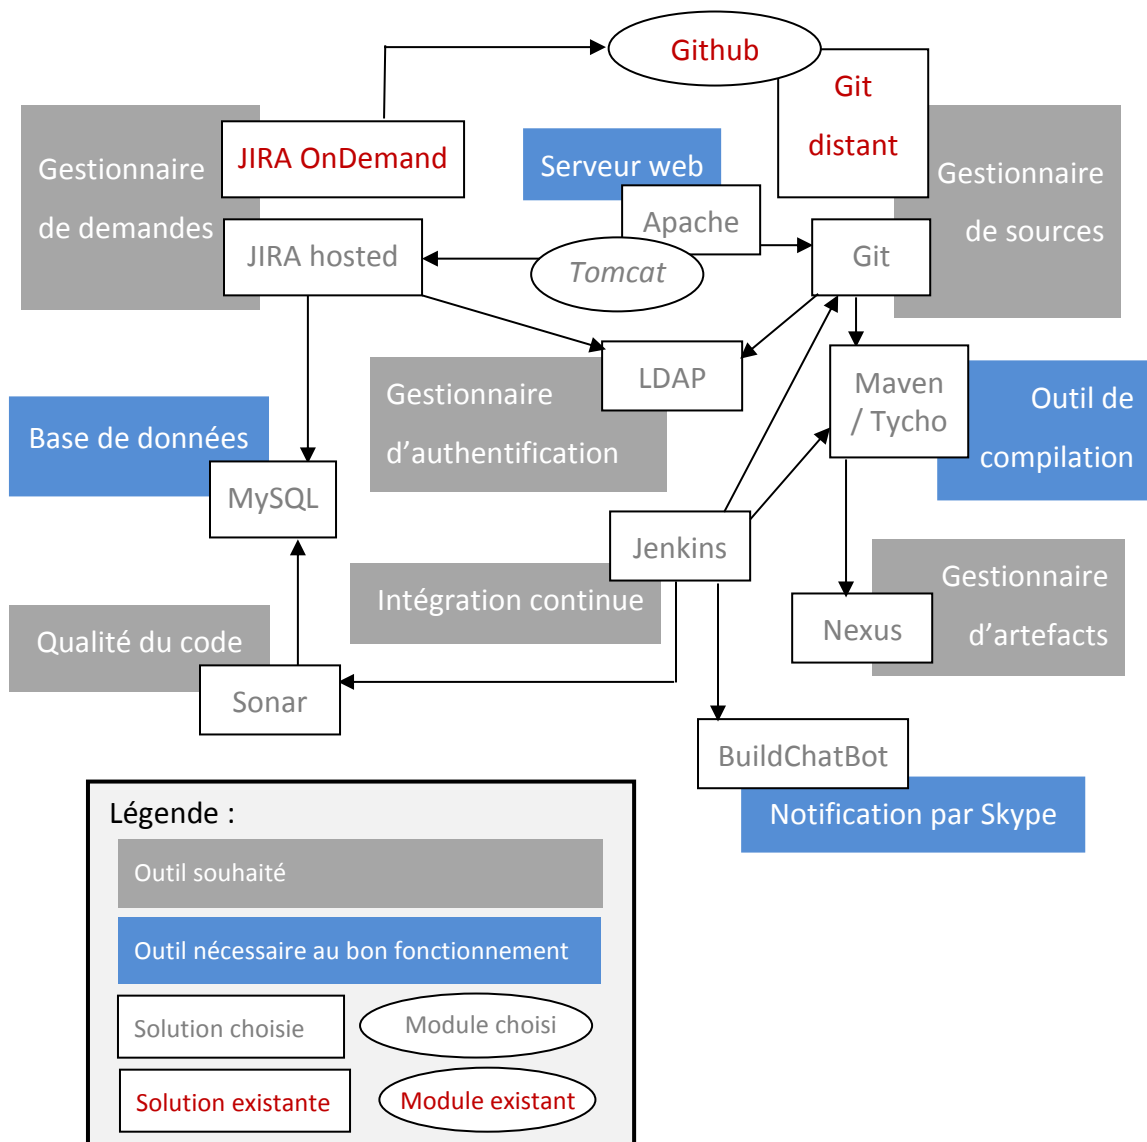 Github
Git
distant
JIRA OnDemand
Gestionnaire
de demandes
Serveur web
Gestionnaire
de sources
Apache
JIRA hosted
Tomcat
Git
LDAP
Gestionnaire
d’authentification
Maven
/ Tycho
Outil de
compilation
Base de données
MySQL
Jenkins
Intégration continue
Gestionnaire
d’artefacts
Nexus
Qualité du code
Sonar
BuildChatBot
Notification par Skype
Légende :
Outil souhaité
Outil nécessaire au bon fonctionnement
Solution choisie
Module choisi
Solution existante
Module existant